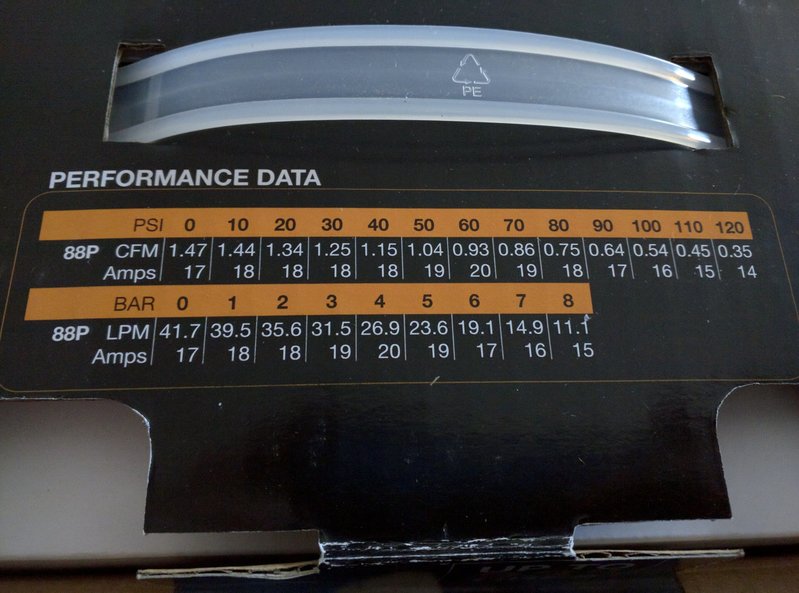 PE
PERFORMANCE DATA
PSI 0 10 20 30 40 50 60 70 80 90 100 110 120
88P CFM 1.47 1.44 1.34 1.25 1.15 1.04 0.93 0.86 0.75 0.64 0.54 0.45 0.35
Amps 17 18 18 18 18 19 20 19 18 17 16 15 14
BAR 0 1 2 3 4 5 6 7 8
88P LPM 41.7 39.5 35.6 31.5 26.9 23.6 19.1 14.9 11.1
Amps 17 18 18 19 20 19 17 16 15
UP TO